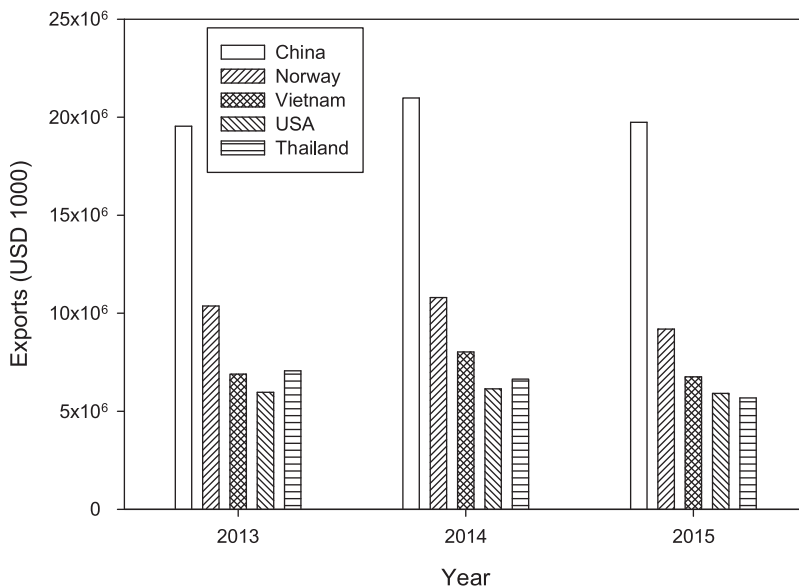 25x10⁶
20x10⁶
15x10⁶
10x10⁶
5x10⁶
0
Exports (USD 1000)
China
Norway
Vietnam
USA
Thailand
2013 2014 2015
Year